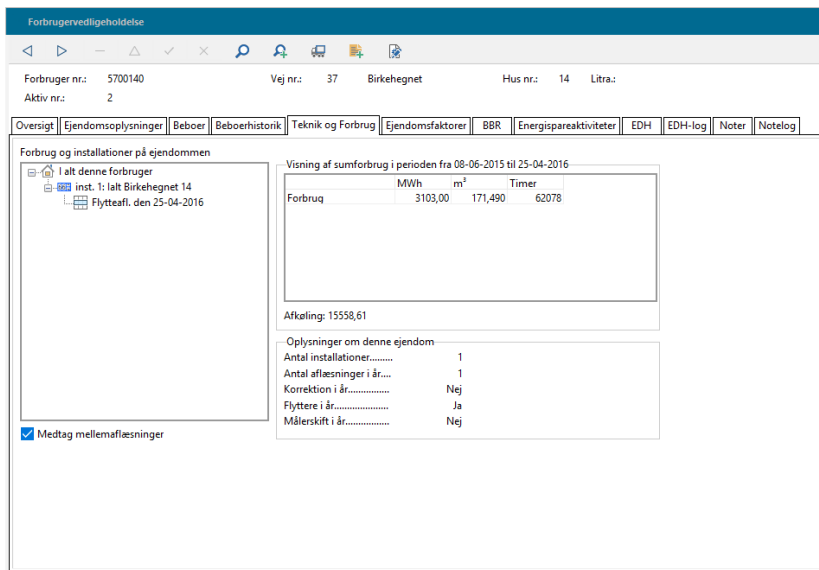 Forbrugervedligeholdelse
Forbruger nr.: 5700140 Vej nr.: 37 Birkehegnet Hus nr.: 14 Litra.:
Aktiv nr.: 2
Oversigt Ejendomsoplysninger Beboer Beboerhistorik Teknik og Forbrug Ejendomsfaktorer BBR Energispareaktiviteter EDH EDH-log Noter Notelog
Forbrug og installationer på ejendommen
I alt denne forbruger
inst. 1: Ialt Birkehegnet 14
Flytteafl. den 25-04-2016
Medtag mellemaflæsninger
Visning af sumforbrug i perioden fra 08-06-2015 til 25-04-2016
MWh m³ Timer
Forbrug 3103,00 171,490 62078
Afkøling: 15558,61
Oplysninger om denne ejendom
Antal installationer......... 1
Antal aflæsninger i år.... 1
Korrektion i år................ Nej
Flyttere i år..................... Ja
Målerskift i år................. Nej